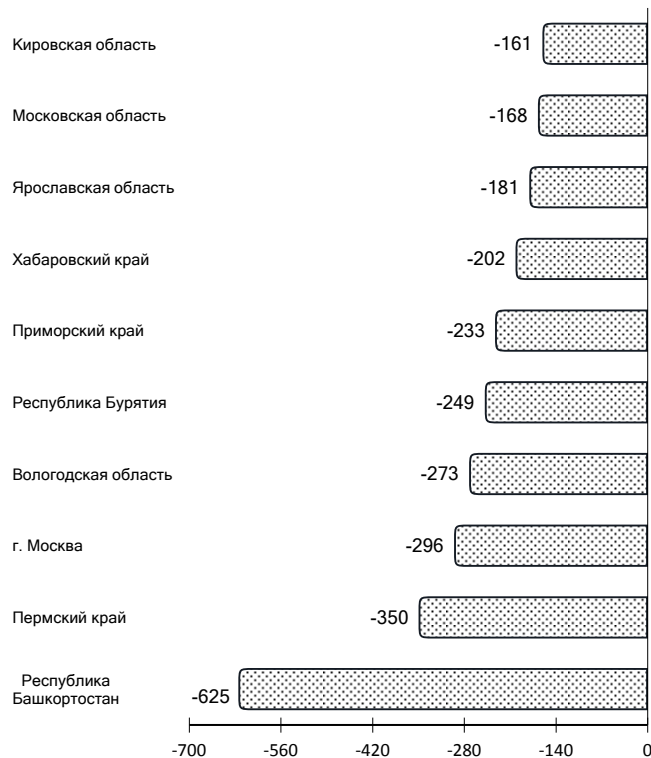 Кировская область -161
Московская область -168
Ярославская область -181
Хабаровский край -202
Приморский край -233
Республика Бурятия -249
Вологодская область -273
г. Москва -296
Пермский край -350
Республика
Башкортостан -625
-700 -560 -420 -280 -140 0